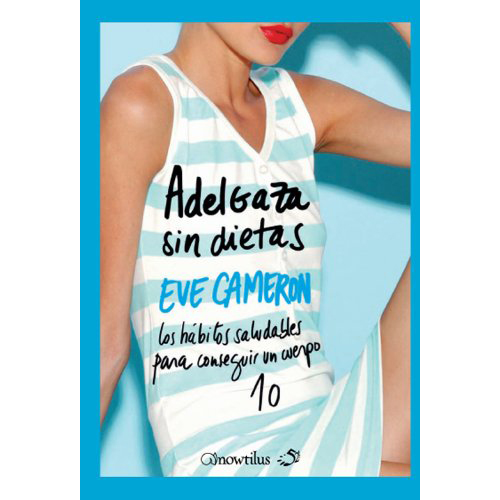 Adelgaza
sin dietas
EVE CAMERON
los hábitos saludables
para conseguir un cuerpo
10
nowtilus